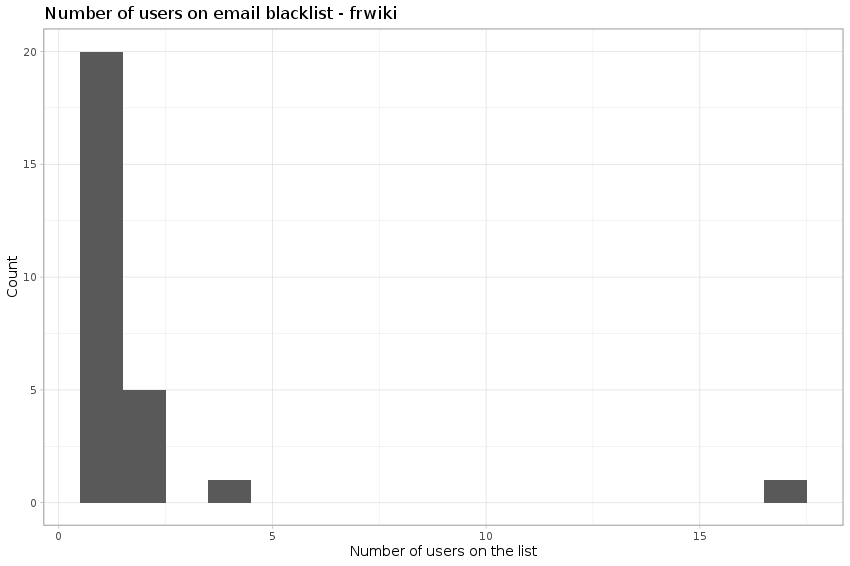 Number of users on email blacklist - frwiki
20
15
10
5
0
Count
0 5 10 15
Number of users on the list